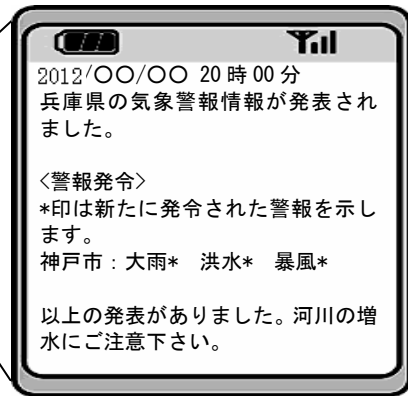 2012/〇〇/〇〇 20時00分
兵庫県の気象警報情報が発表され
ました。
<警報発令>
*印は新たに発令された警報を示し
ます。
神戸市：大雨* 洪水* 暴風*
以上の発表がありました。河川の増
水にご注意下さい。